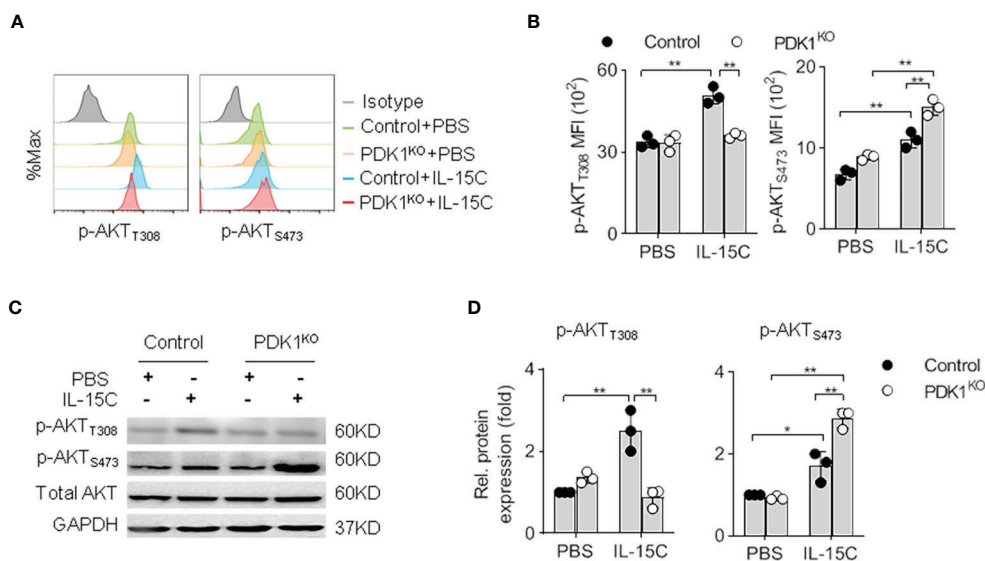 A
%Max
p-AKTT308
p-AKTS473
Isotype
Control+PBS
PDK1KO+PBS
Control+IL-15C
PDK1KO+IL-15C
B
Control
PDK1KO
p-AKTT308 MFI (10²)
60
30
0
PBS
IL-15C
**
**
p-AKTS473 MFI (10²)
20
10
0
PBS
IL-15C
**
**
**
C
Control
PDK1KO
PBS + - + -
IL-15C - + - +
p-AKTT308 60KD
p-AKTS473 60KD
Total AKT 60KD
GAPDH 37KD
D
p-AKTT308
Rel. protein
expression (fold)
4
2
0
PBS
IL-15C
**
**
p-AKTS473
4
2
0
PBS
IL-15C
**
**
*
Control
PDK1KO